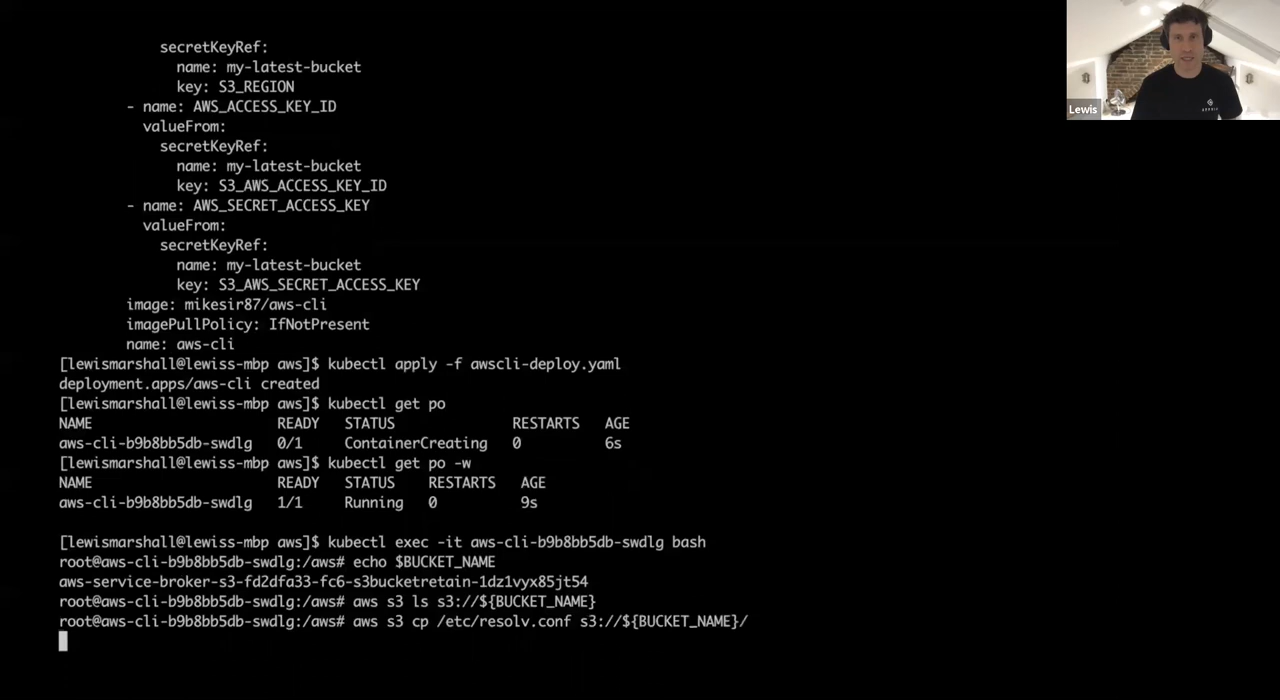 secretKeyRef:
name: my-latest-bucket
key: S3_REGION
- name: AWS_ACCESS_KEY_ID
valueFrom:
secretKeyRef:
name: my-latest-bucket
key: S3_AWS_ACCESS_KEY_ID
- name: AWS_SECRET_ACCESS_KEY
valueFrom:
secretKeyRef:
name: my-latest-bucket
key: S3_AWS_SECRET_ACCESS_KEY
image: mikesir87/aws-cli
imagePullPolicy: IfNotPresent
name: aws-cli
[lewismarshall@lewiss-mbp aws]$ kubectl apply -f awscli-deploy.yaml
deployment.apps/aws-cli created
[lewismarshall@lewiss-mbp aws]$ kubectl get po
NAME READY STATUS RESTARTS AGE
aws-cli-b9b8bb5db-swdlg 0/1 ContainerCreating 0 6s
[lewismarshall@lewiss-mbp aws]$ kubectl get po -w
NAME READY STATUS RESTARTS AGE
aws-cli-b9b8bb5db-swdlg 1/1 Running 0 9s
[lewismarshall@lewiss-mbp aws]$ kubectl exec -it aws-cli-b9b8bb5db-swdlg bash
root@aws-cli-b9b8bb5db-swdlg:/aws# echo $BUCKET_NAME
aws-service-broker-s3-fd2dfa33-fc6-s3bucketretain-1dz1vyx85jt54
root@aws-cli-b9b8bb5db-swdlg:/aws# aws s3 ls s3://${BUCKET_NAME}
root@aws-cli-b9b8bb5db-swdlg:/aws# aws s3 cp /etc/resolv.conf s3://${BUCKET_NAME}/
Lewis